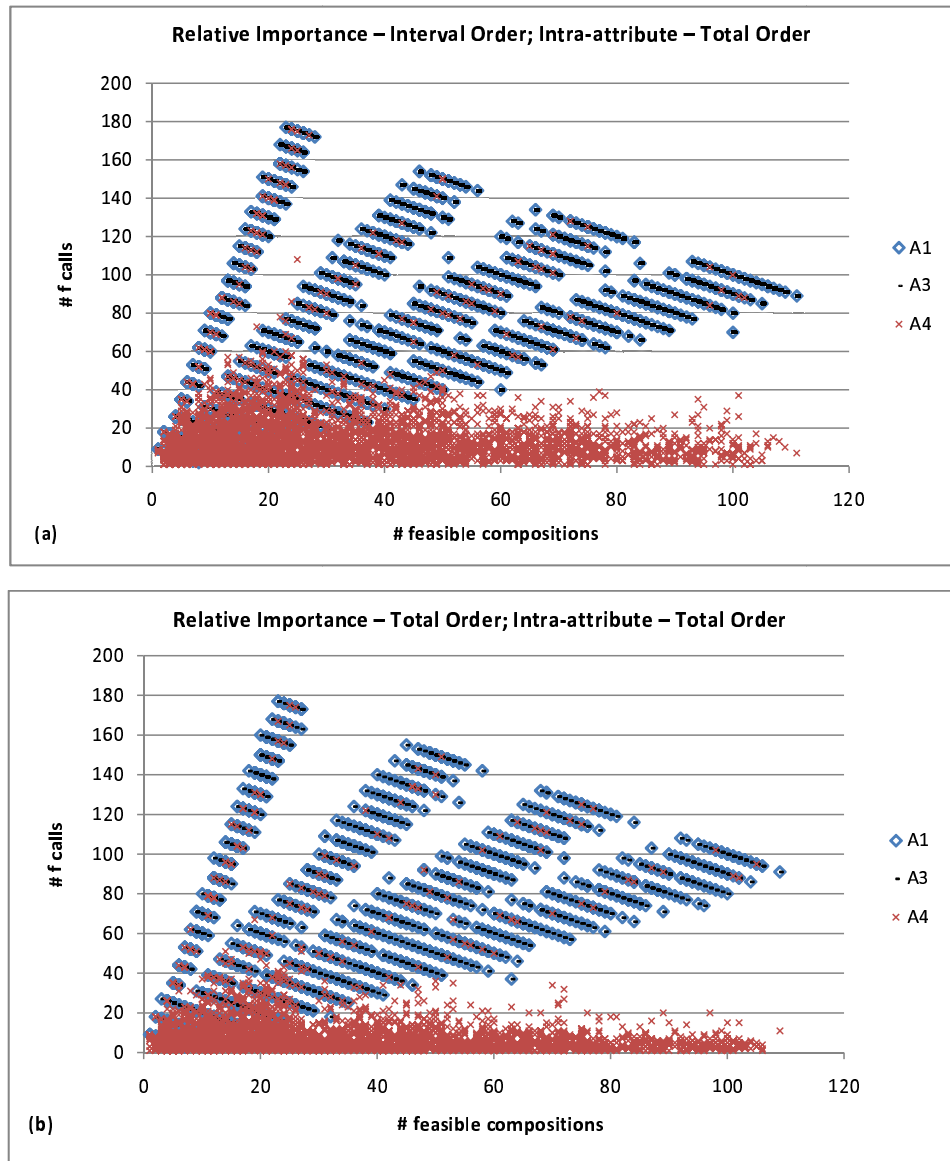 Relative Importance – Interval Order; Intra-attribute – Total Order
200
180
160
140
120
100
80
60
40
20
0
# f calls
0 20 40 60 80 100 120
# feasible compositions
A1
A3
A4
(a)
Relative Importance – Total Order; Intra-attribute – Total Order
200
180
160
140
120
100
80
60
40
20
0
# f calls
0 20 40 60 80 100 120
# feasible compositions
A1
A3
A4
(b)